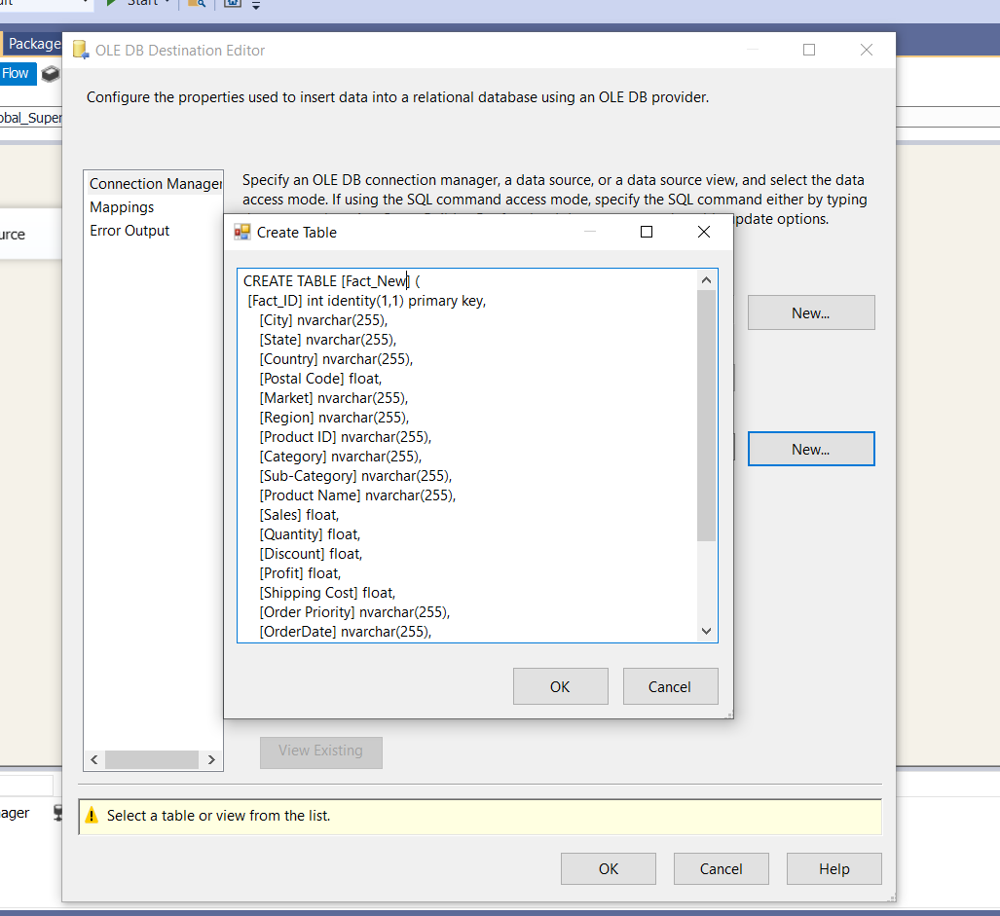 Start
Package
OLE DB Destination Editor
Flow
Configure the properties used to insert data into a relational database using an OLE DB provider.
obal_Super
Connection Manager
Mappings
Error Output
Specify an OLE DB connection manager, a data source, or a data source view, and select the data
access mode. If using the SQL command access mode, specify the SQL command either by typing
update options.
urce
Create Table
CREATE TABLE [Fact_New] (
[Fact_ID] int identity(1,1) primary key,
[City] nvarchar(255),
[State] nvarchar(255),
[Country] nvarchar(255),
[Postal Code] float,
[Market] nvarchar(255),
[Region] nvarchar(255),
[Product ID] nvarchar(255),
[Category] nvarchar(255),
[Sub-Category] nvarchar(255),
[Product Name] nvarchar(255),
[Sales] float,
[Quantity] float,
[Discount] float,
[Profit] float,
[Shipping Cost] float,
[Order Priority] nvarchar(255),
[OrderDate] nvarchar(255),
New...
New...
OK
Cancel
View Existing
ager
Select a table or view from the list.
OK
Cancel
Help